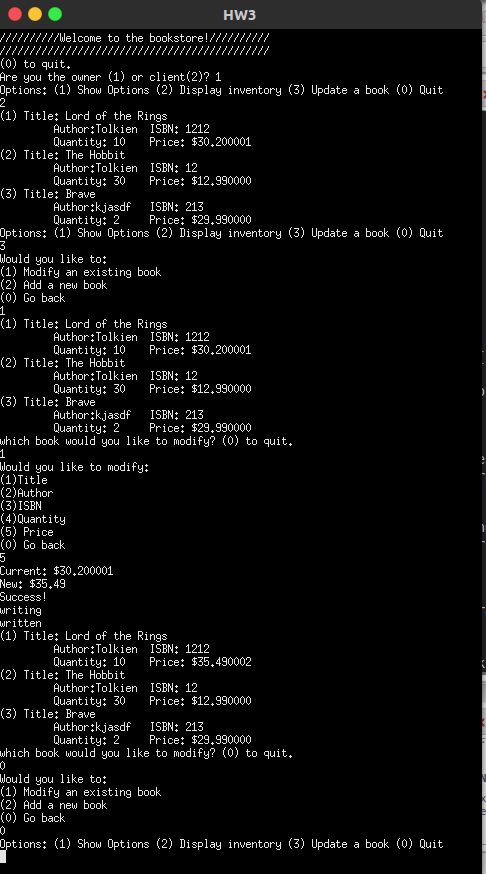 HW3
//////////Welcome to the bookstore!//////////
/////////////////////////////////////////////
(0) to quit.
Are you the owner (1) or client(2)? 1
Options: (1) Show Options (2) Display inventory (3) Update a book (0) Quit
2
(1) Title: Lord of the Rings
Author:Tolkien ISBN: 1212
Quantity: 10 Price: $30.200001
(2) Title: The Hobbit
Author:Tolkien ISBN: 12
Quantity: 30 Price: $12.990000
(3) Title: Brave
Author:kjasdf ISBN: 213
Quantity: 2 Price: $29.990000
Options: (1) Show Options (2) Display inventory (3) Update a book (0) Quit
3
Would you like to:
(1) Modify an existing book
(2) Add a new book
(0) Go back
1
(1) Title: Lord of the Rings
Author:Tolkien ISBN: 1212
Quantity: 10 Price: $30.200001
(2) Title: The Hobbit
Author:Tolkien ISBN: 12
Quantity: 30 Price: $12.990000
(3) Title: Brave
Author:kjasdf ISBN: 213
Quantity: 2 Price: $29.990000
which book would you like to modify? (0) to quit.
1
Would you like to modify:
(1)Title
(2)Author
(3)ISBN
(4)Quantity
(5) Price
(0) Go back
5
Current: $30.200001
New: $35.49
Success!
writing
written
(1) Title: Lord of the Rings
Author:Tolkien ISBN: 1212
Quantity: 10 Price: $35.490002
(2) Title: The Hobbit
Author:Tolkien ISBN: 12
Quantity: 30 Price: $12.990000
(3) Title: Brave
Author:kjasdf ISBN: 213
Quantity: 2 Price: $29.990000
which book would you like to modify? (0) to quit.
0
Would you like to:
(1) Modify an existing book
(2) Add a new book
(0) Go back
0
Options: (1) Show Options (2) Display inventory (3) Update a book (0) Quit